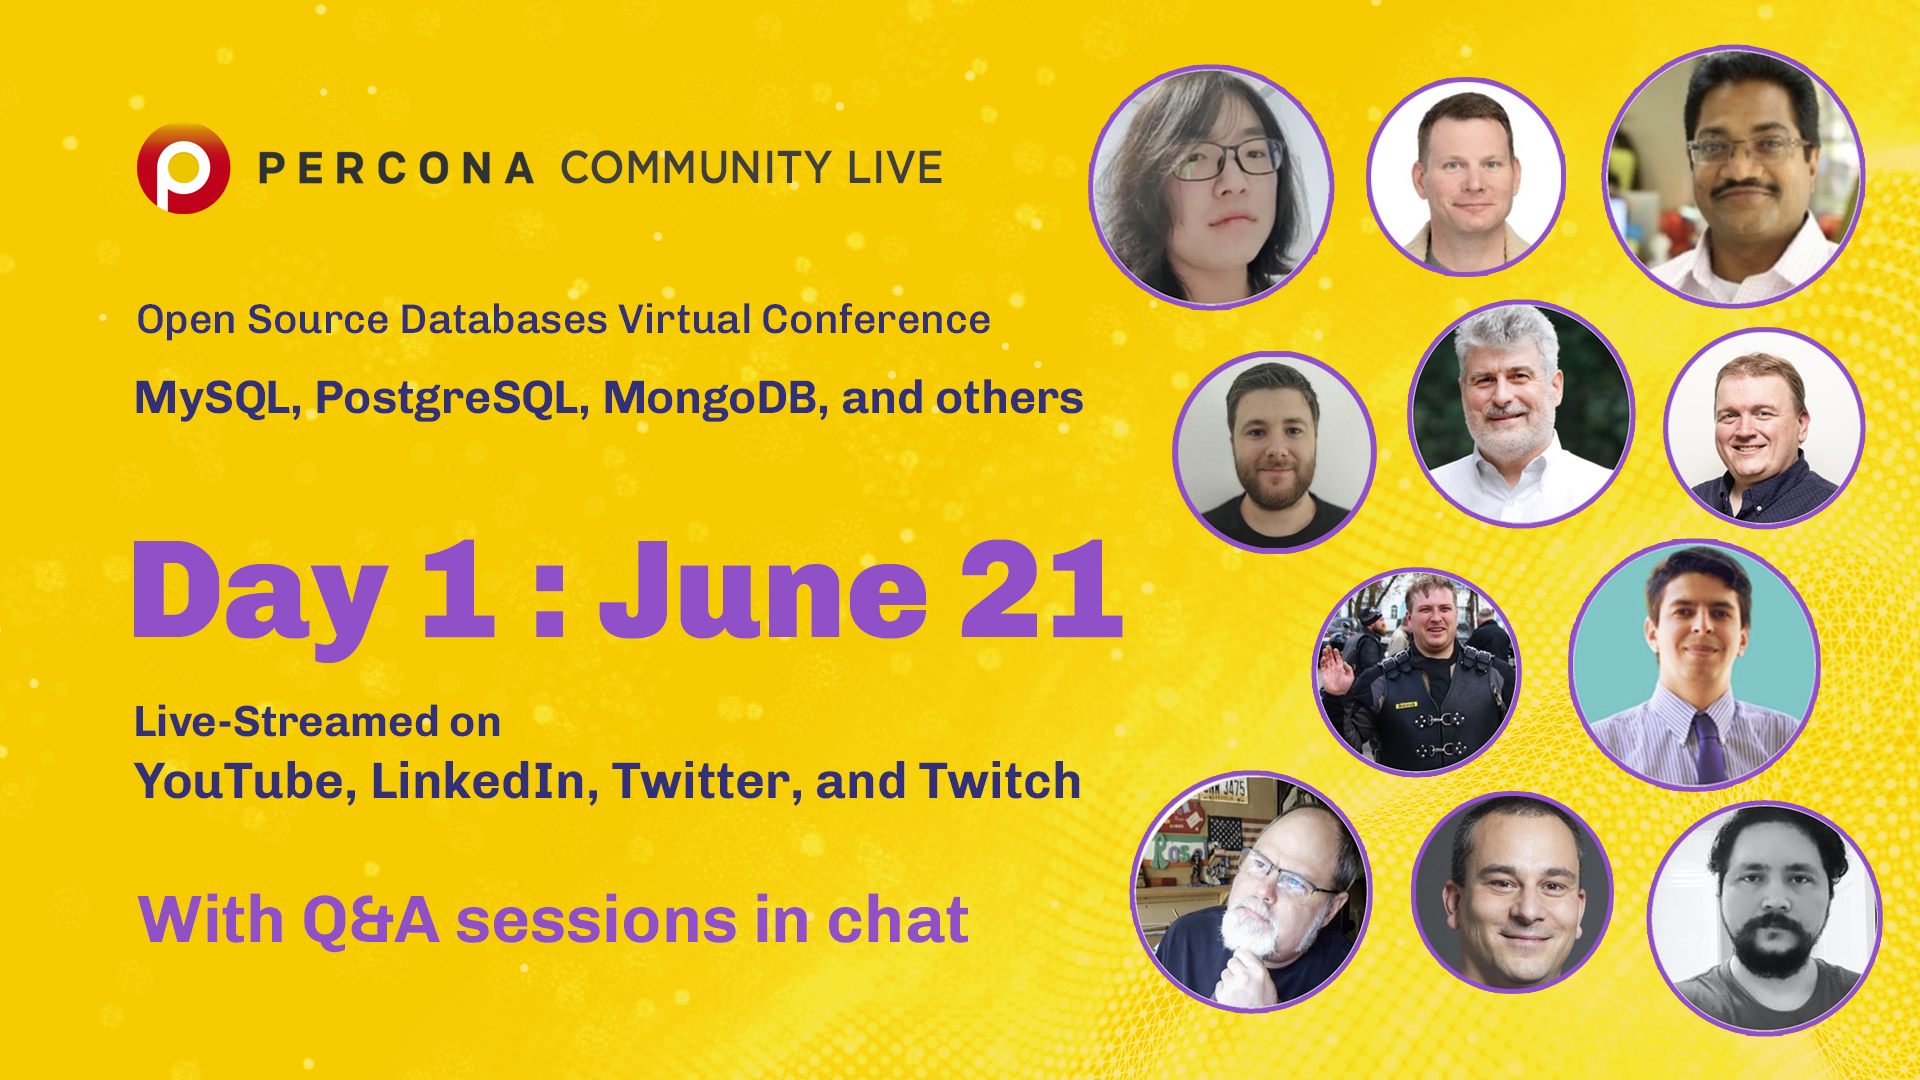 PERCONA COMMUNITY LIVE
Open Source Databases Virtual Conference
MySQL, PostgreSQL, MongoDB, and others
Day 1 : June 21
Live-Streamed on
YouTube, LinkedIn, Twitter, and Twitch
With Q&A sessions in chat